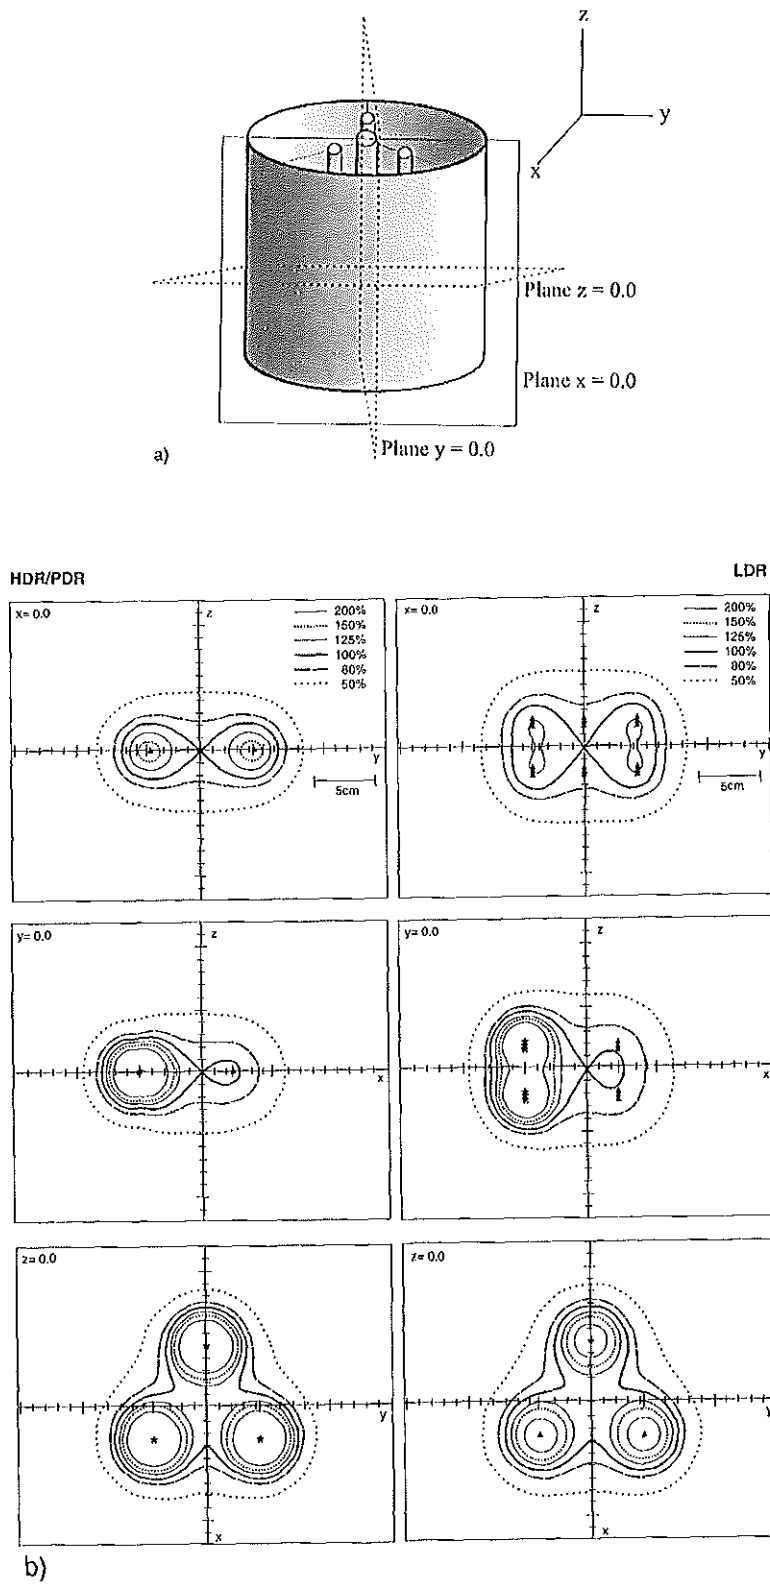 z
y
x
Plane z = 0.0
Plane x = 0.0
Plane y = 0.0
a)
HDR/PDR
LDR
x= 0.0
z
200%
150%
125%
100%
80%
50%
y
5cm
x= 0.0
z
200%
150%
125%
100%
80%
50%
y
5cm
y= 0.0
z
x
y= 0.0
z
x
z= 0.0
y
x
z= 0.0
y
x
b)